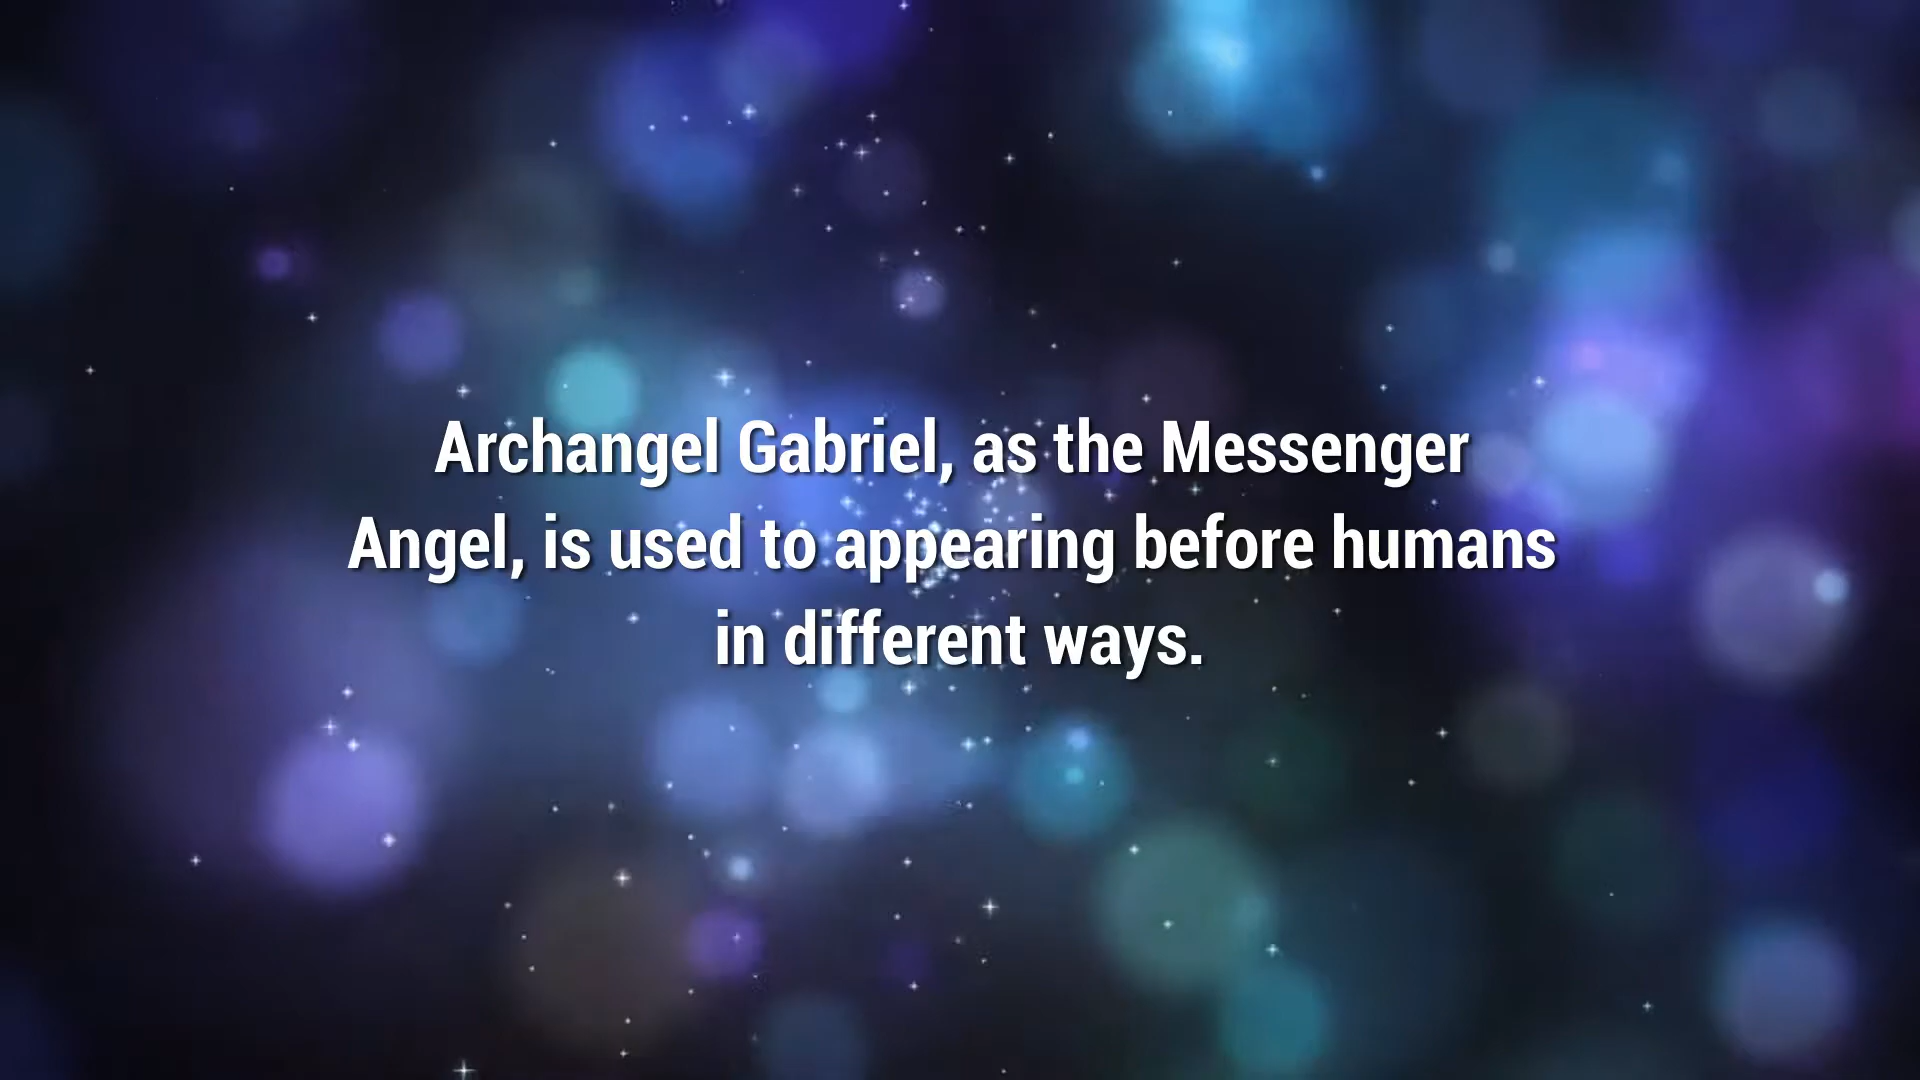 Archangel Gabriel, as the Messenger
Angel, is used to appearing before humans
in different ways.